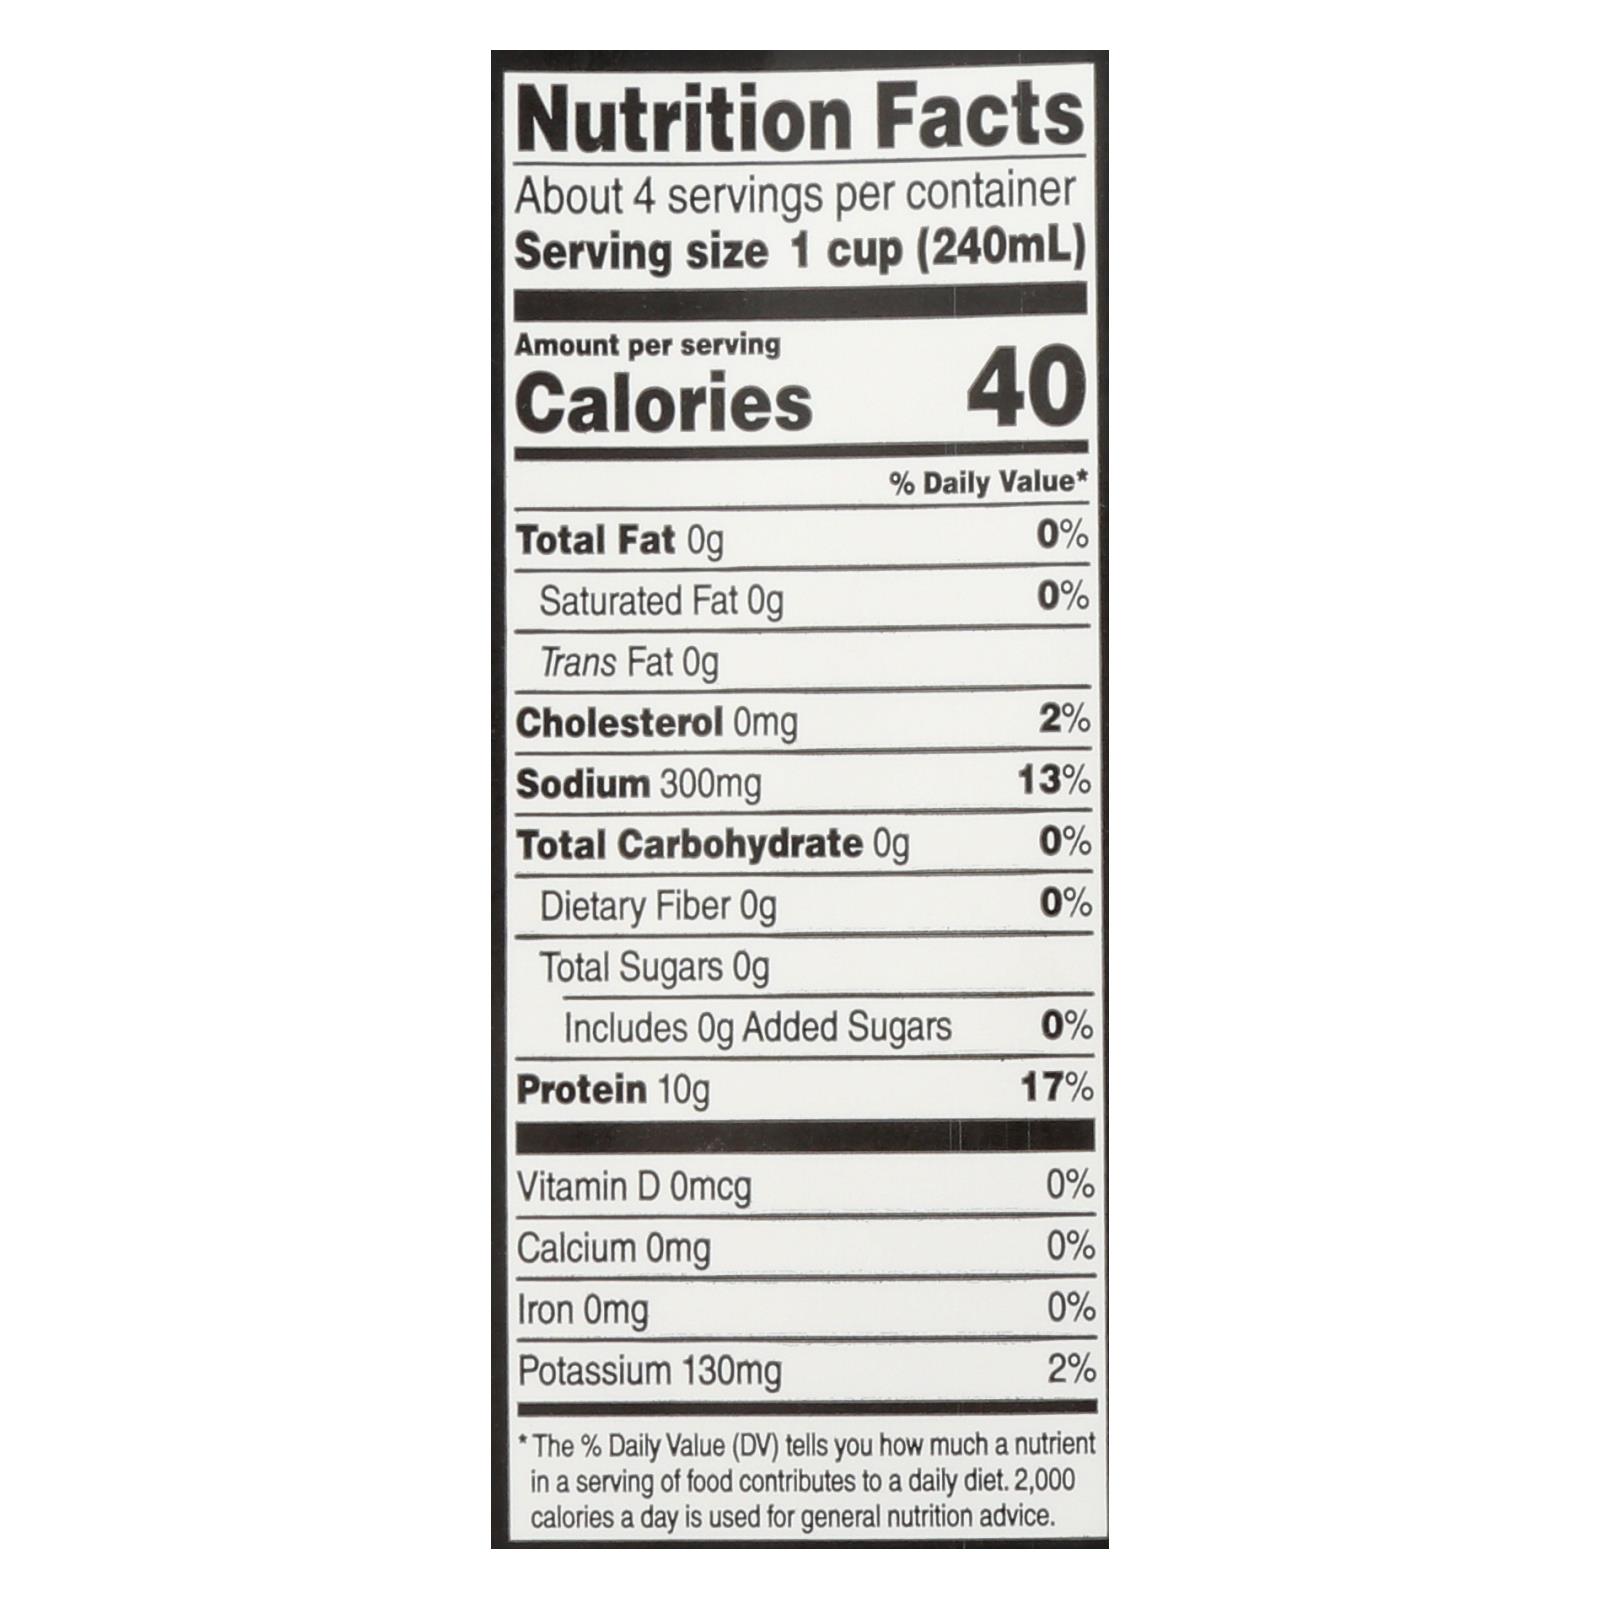 Nutrition Facts
About 4 servings per container
Serving size 1 cup (240mL)
Amount per serving
Calories 40
% Daily Value*
Total Fat 0g 0%
Saturated Fat 0g 0%
Trans Fat 0g
Cholesterol 0mg 2%
Sodium 300mg 13%
Total Carbohydrate 0g 0%
Dietary Fiber 0g 0%
Total Sugars 0g
Includes 0g Added Sugars 0%
Protein 10g 17%
Vitamin D 0mcg 0%
Calcium 0mg 0%
Iron 0mg 0%
Potassium 130mg 2%
* The % Daily Value (DV) tells you how much a nutrient
in a serving of food contributes to a daily diet. 2,000
calories a day is used for general nutrition advice.